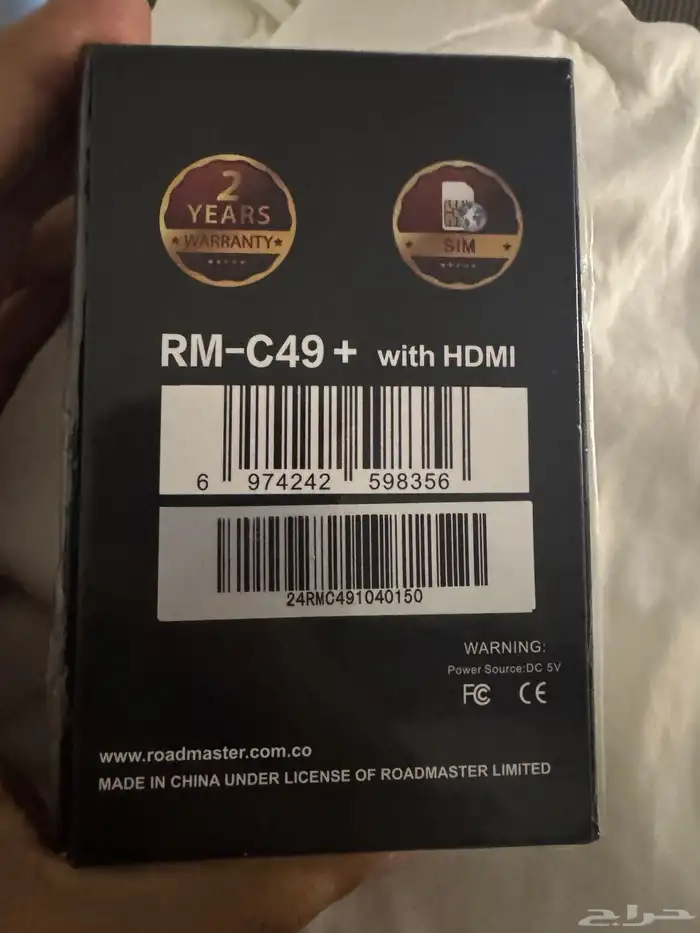 2
YEARS
WARRANTY
SIM
RM-C49+ with HDMI
6 974242 598356
24RMC491040150
WARNING:
Power Source:DC 5V
FC CE
www.roadmaster.com.co
MADE IN CHINA UNDER LICENSE OF ROADMASTER LIMITED
حراج